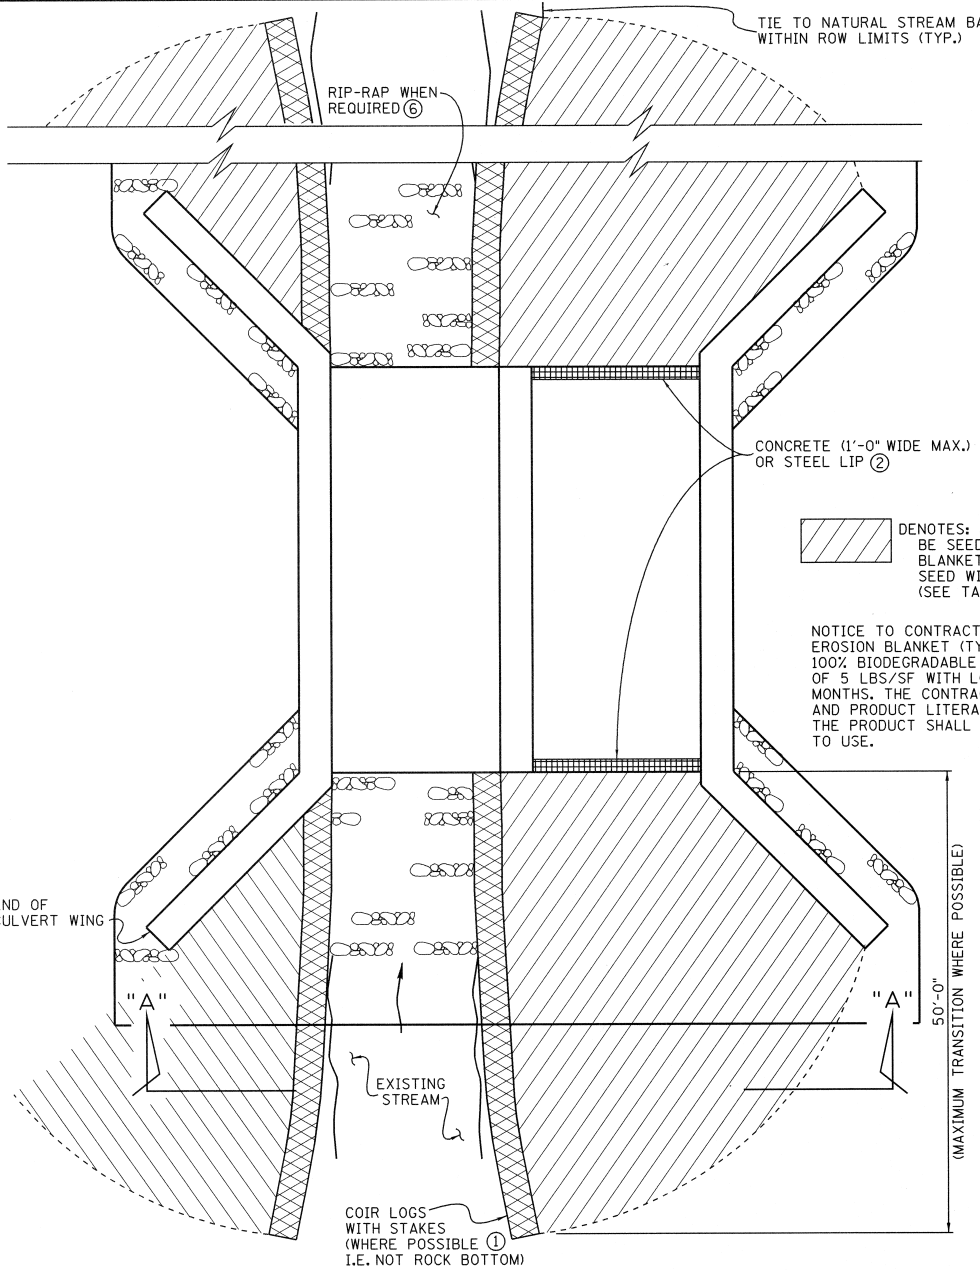 TIE TO NATURAL STREAM BA
WITHIN ROW LIMITS (TYP.)
RIP-RAP WHEN
REQUIRED ⑥
CONCRETE (1'-0" WIDE MAX.)
OR STEEL LIP ②
DENOTES:
BE SEED
BLANKET
SEED WI
(SEE TA
NOTICE TO CONTRACT
EROSION BLANKET (TY
100% BIODEGRADABLE
OF 5 LBS/SF WITH LO
MONTHS. THE CONTRA
AND PRODUCT LITERA
THE PRODUCT SHALL
TO USE.
END OF
CULVERT WING
"A"
"A"
50'-0"
(MAXIMUM TRANSITION WHERE POSSIBLE)
EXISTING
STREAM
COIR LOGS
WITH STAKES
(WHERE POSSIBLE ①
I.E. NOT ROCK BOTTOM)